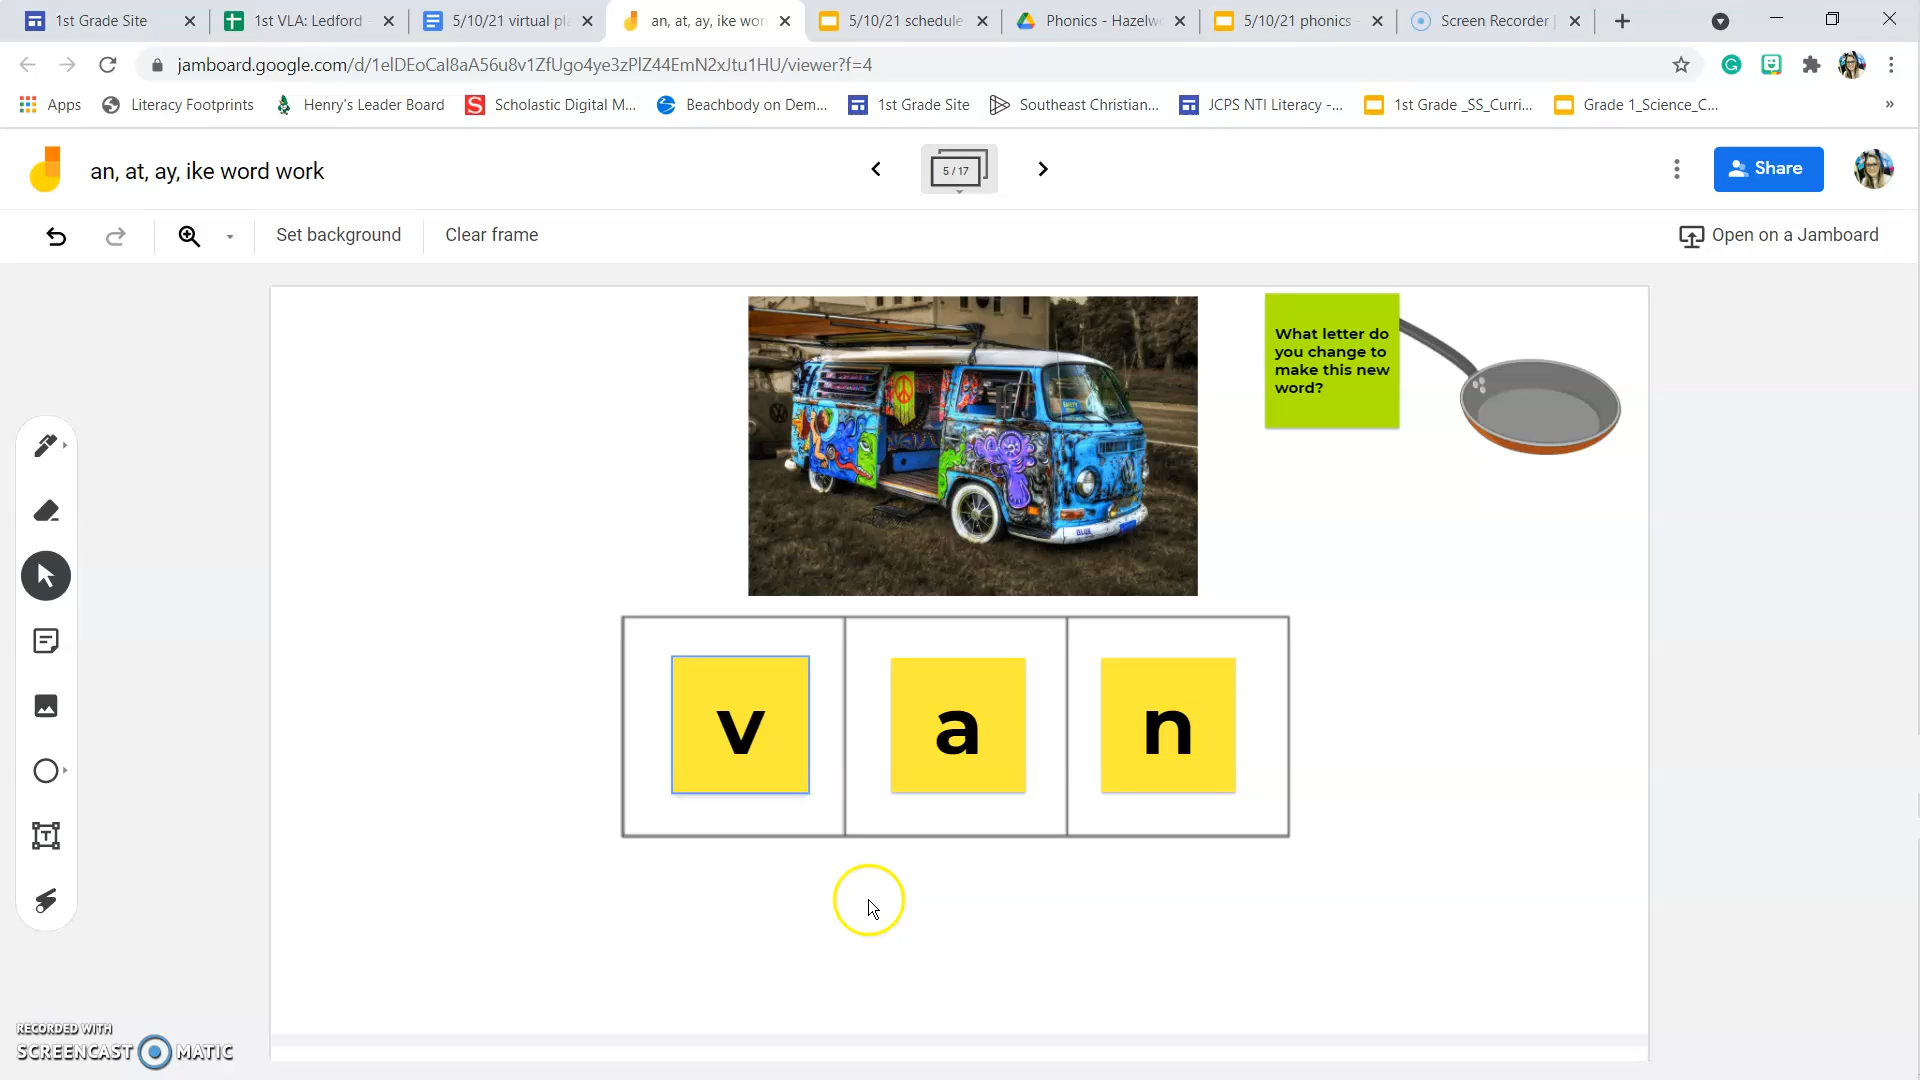 1st Grade Site
1st VLA: Ledford
5/10/21 virtual pl
an, at, ay, ike wor
5/10/21 schedule
Phonics - Hazelw
5/10/21 phonics
Screen Recorder
jamboard.google.com/d/1elDEoCaI8aA56u8v1ZfUgo4ye3zPlZ44EmN2xJtu1HU/viewer?f=4
Apps
Literacy Footprints
Henry's Leader Board
Scholastic Digital M...
Beachbody on Dem...
1st Grade Site
Southeast Christian...
JCPS NTI Literacy -...
1st Grade _SS_Curri...
Grade 1_Science_C...
an, at, ay, ike word work
5 / 17
Share
Set background
Clear frame
Open on a Jamboard
What letter do
you change to
make this new
word?
v a n
RECORDED WITH
SCREENCAST MATIC